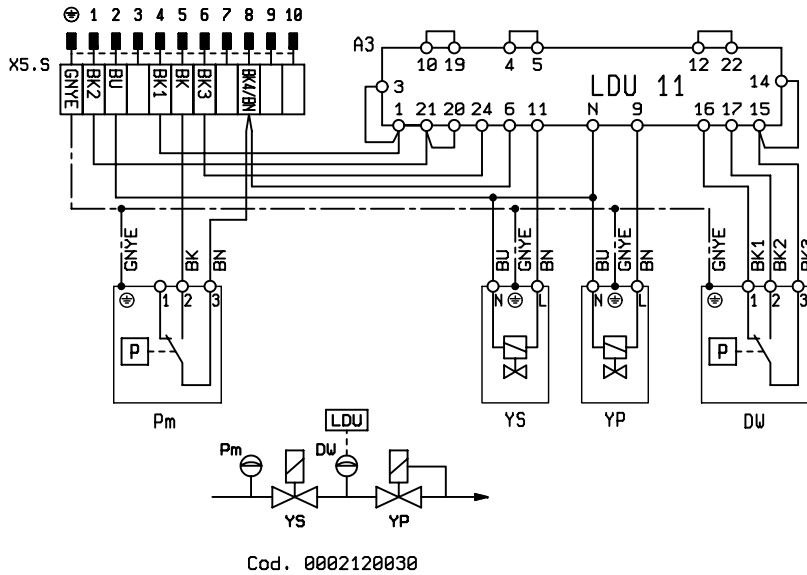 ⏚ 1 2 3 4 5 6 7 8 9 10
X5.S
GNYE BK2 BU BK1 BK BK3 BK4/BN
A3
10 19 4 5 12 22
3 LDU 11 14
1 21 20 24 6 11 N 9 16 17 15
GNYE BK BN BU GNYE BN BU GNYE BN GNYE BK1 BK2 BK3
1 2 3 N L N L 1 2 3
P P
Pm YS YP DW
LDU
Pm DW
YS YP
Cod. 0002120030